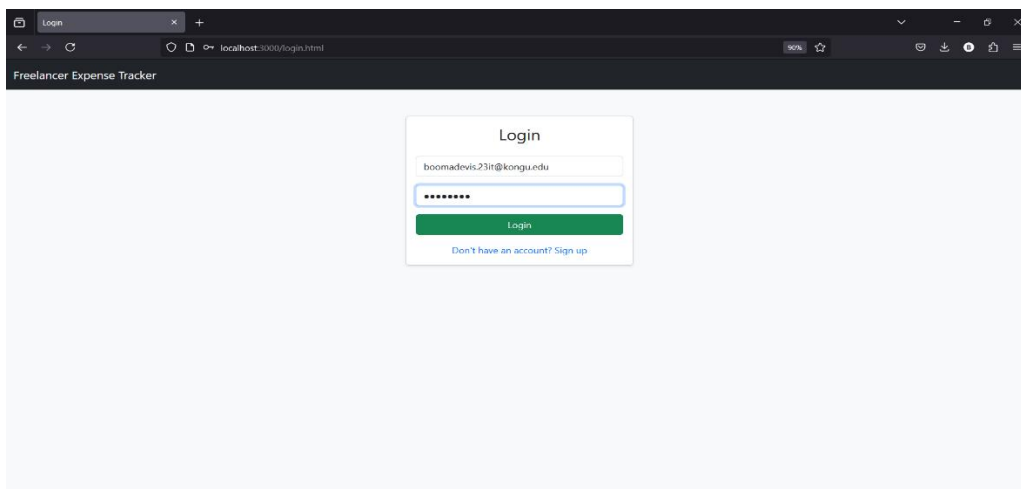 Login
localhost:3000/login.html
90%
Freelancer Expense Tracker
Login
boomadevis.23it@kongu.edu
••••••••
Login
Don't have an account? Sign up